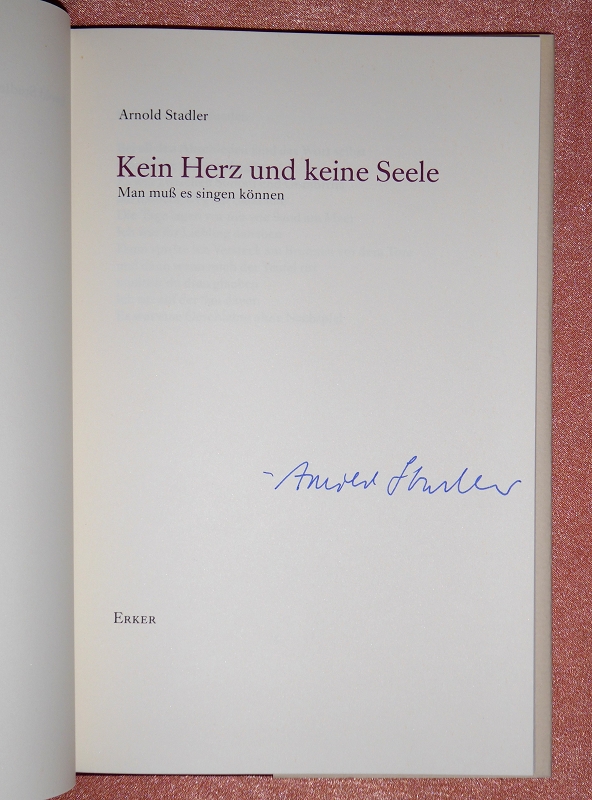 Arnold Stadler
Kein Herz und keine Seele
Man muß es singen können
Arnold Stadler
ERKER